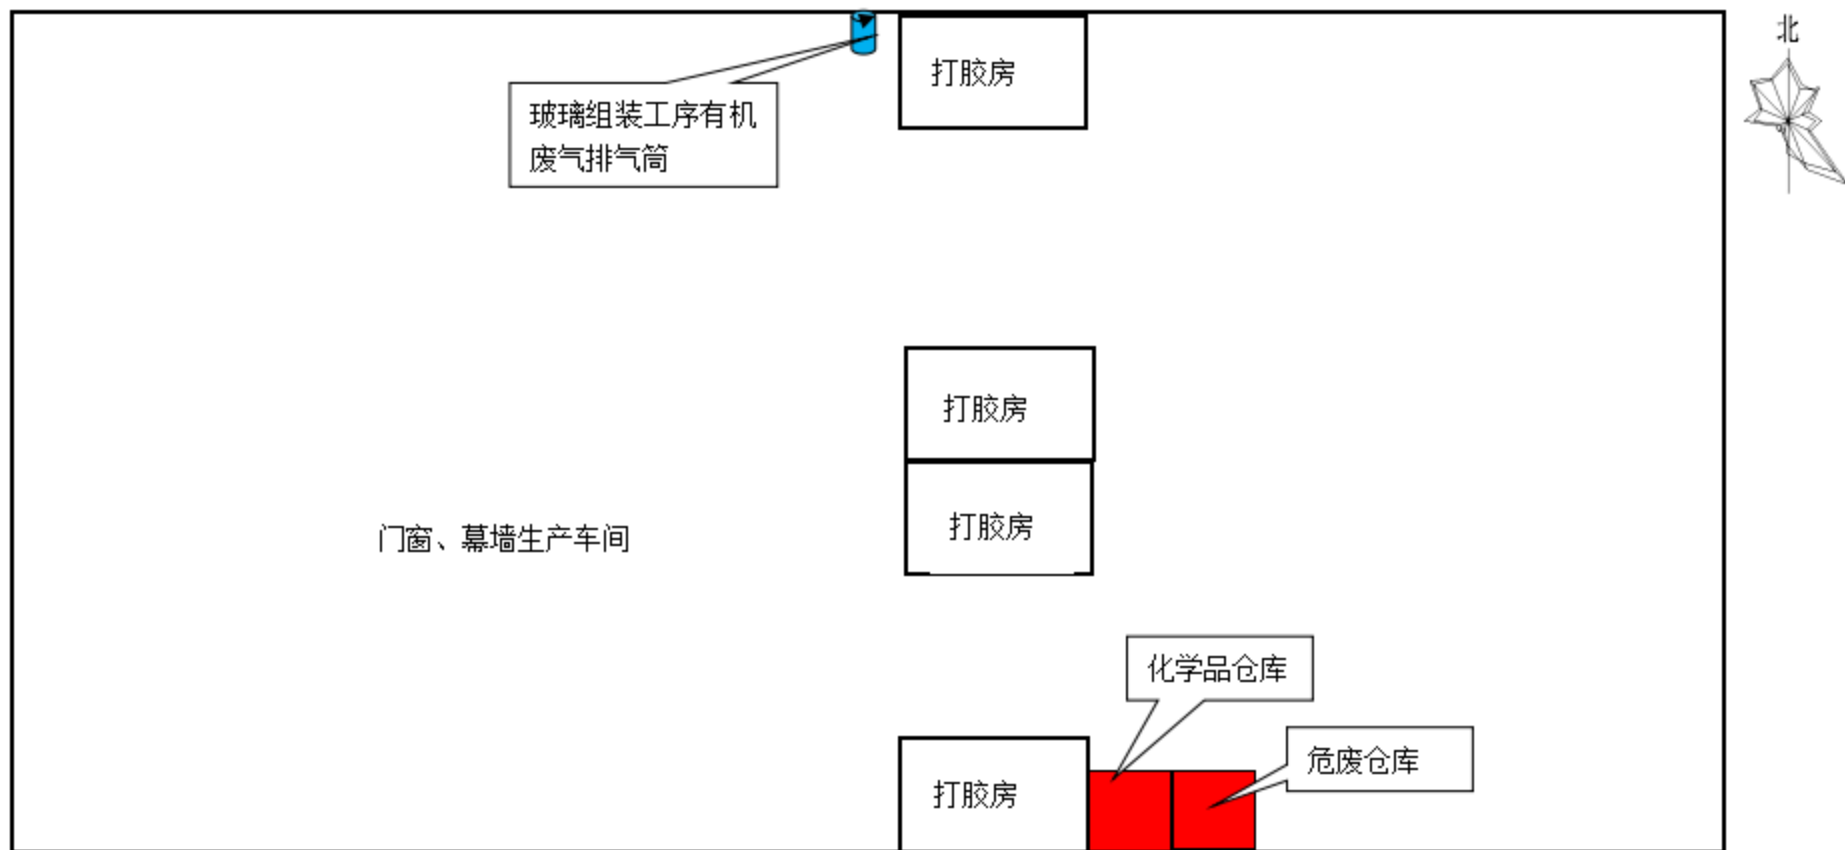 北
打胶房
玻璃组装工序有机
废气排气筒
打胶房
打胶房
门窗、幕墙生产车间
化学品仓库
危废仓库
打胶房